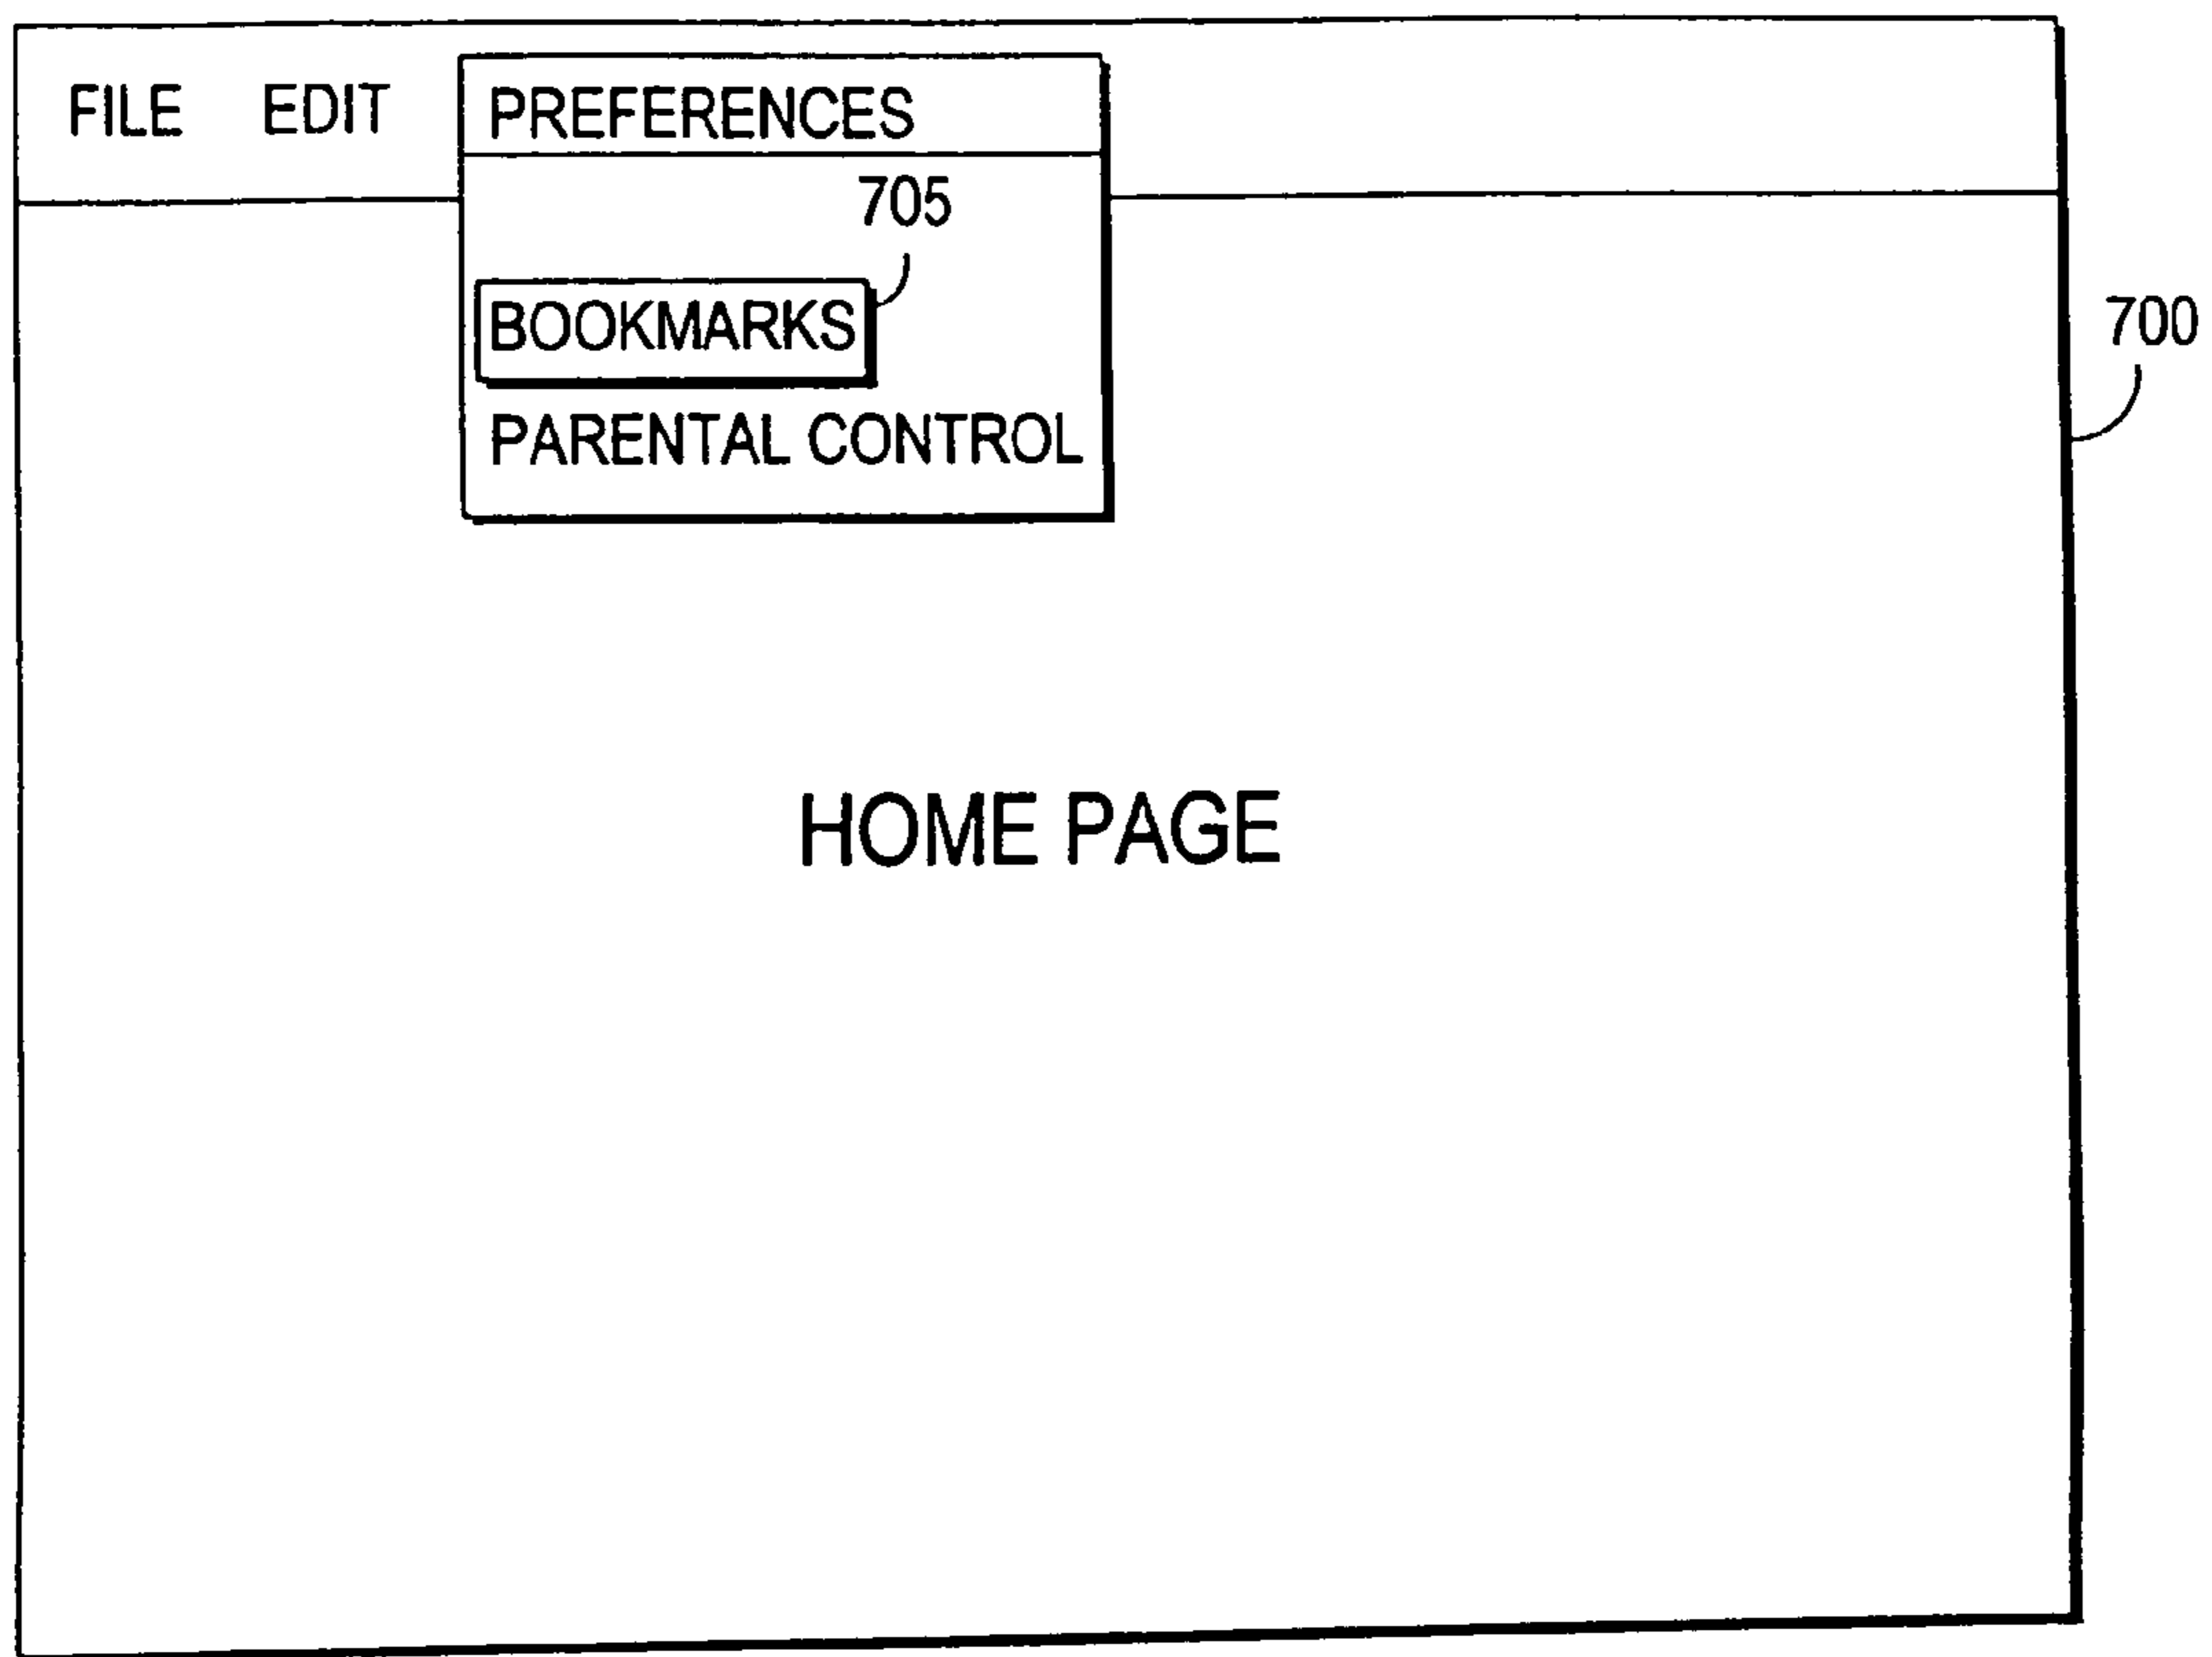 FILE EDIT PREFERENCES
705
BOOKMARKS
700
PARENTAL CONTROL
HOME PAGE